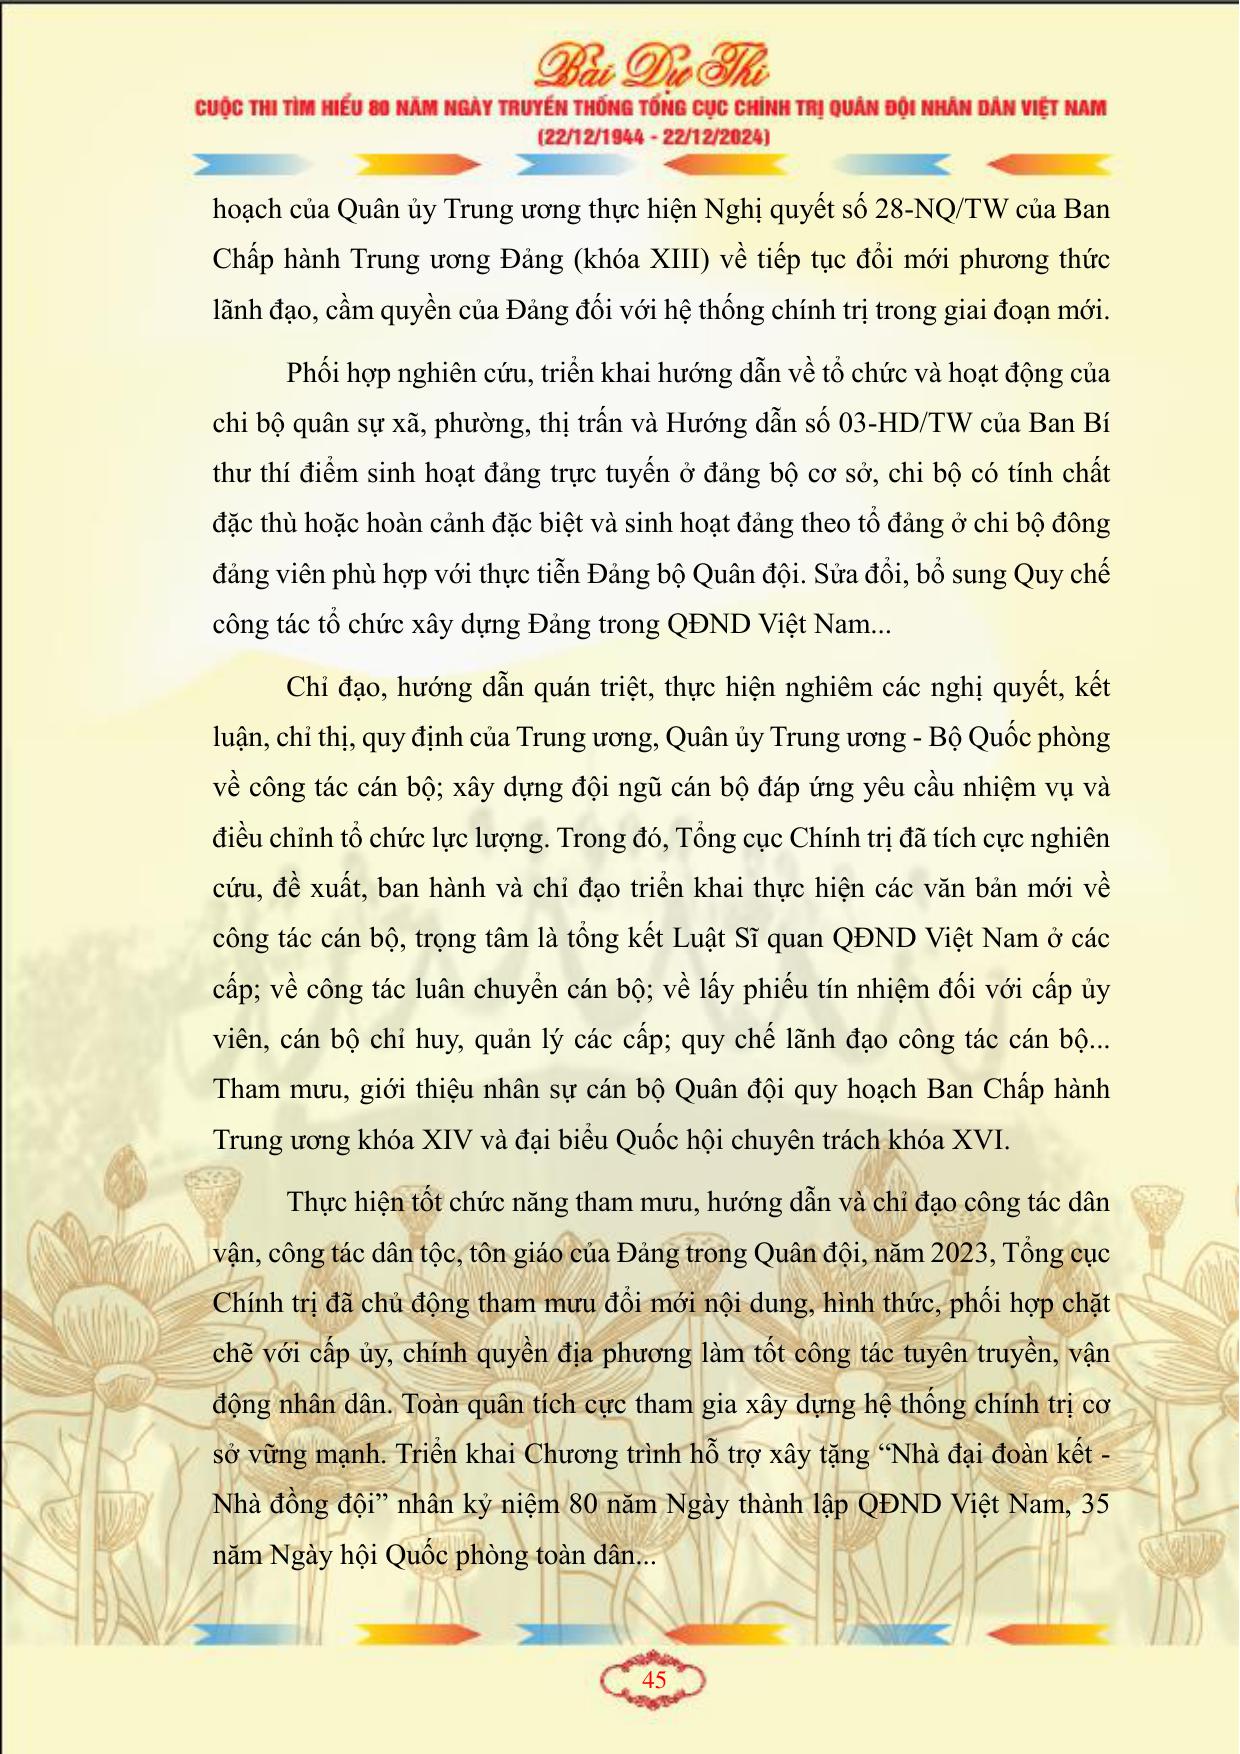 Bài Dự Thi
CUỘC THI TÌM HIỂU 80 NĂM NGÀY TRUYỀN THỐNG TỔNG CỤC CHÍNH TRỊ QUÂN ĐỘI NHÂN DÂN VIỆT NAM
(22/12/1944 - 22/12/2024)
hoạch của Quân ủy Trung ương thực hiện Nghị quyết số 28-NQ/TW của Ban
Chấp hành Trung ương Đảng (khóa XIII) về tiếp tục đổi mới phương thức
lãnh đạo, cầm quyền của Đảng đối với hệ thống chính trị trong giai đoạn mới.
Phối hợp nghiên cứu, triển khai hướng dẫn về tổ chức và hoạt động của
chi bộ quân sự xã, phường, thị trấn và Hướng dẫn số 03-HD/TW của Ban Bí
thư thí điểm sinh hoạt đảng trực tuyến ở đảng bộ cơ sở, chi bộ có tính chất
đặc thù hoặc hoàn cảnh đặc biệt và sinh hoạt đảng theo tổ đảng ở chi bộ đông
đảng viên phù hợp với thực tiễn Đảng bộ Quân đội. Sửa đổi, bổ sung Quy chế
công tác tổ chức xây dựng Đảng trong QĐND Việt Nam...
Chỉ đạo, hướng dẫn quán triệt, thực hiện nghiêm các nghị quyết, kết
luận, chỉ thị, quy định của Trung ương, Quân ủy Trung ương - Bộ Quốc phòng
về công tác cán bộ; xây dựng đội ngũ cán bộ đáp ứng yêu cầu nhiệm vụ và
điều chỉnh tổ chức lực lượng. Trong đó, Tổng cục Chính trị đã tích cực nghiên
cứu, đề xuất, ban hành và chỉ đạo triển khai thực hiện các văn bản mới về
công tác cán bộ, trọng tâm là tổng kết Luật Sĩ quan QĐND Việt Nam ở các
cấp; về công tác luân chuyển cán bộ; về lấy phiếu tín nhiệm đối với cấp ủy
viên, cán bộ chỉ huy, quản lý các cấp; quy chế lãnh đạo công tác cán bộ...
Tham mưu, giới thiệu nhân sự cán bộ Quân đội quy hoạch Ban Chấp hành
Trung ương khóa XIV và đại biểu Quốc hội chuyên trách khóa XVI.
Thực hiện tốt chức năng tham mưu, hướng dẫn và chỉ đạo công tác dân
vận, công tác dân tộc, tôn giáo của Đảng trong Quân đội, năm 2023, Tổng cục
Chính trị đã chủ động tham mưu đổi mới nội dung, hình thức, phối hợp chặt
chẽ với cấp ủy, chính quyền địa phương làm tốt công tác tuyên truyền, vận
động nhân dân. Toàn quân tích cực tham gia xây dựng hệ thống chính trị cơ
sở vững mạnh. Triển khai Chương trình hỗ trợ xây tặng “Nhà đại đoàn kết -
Nhà đồng đội” nhân kỷ niệm 80 năm Ngày thành lập QĐND Việt Nam, 35
năm Ngày hội Quốc phòng toàn dân...
45